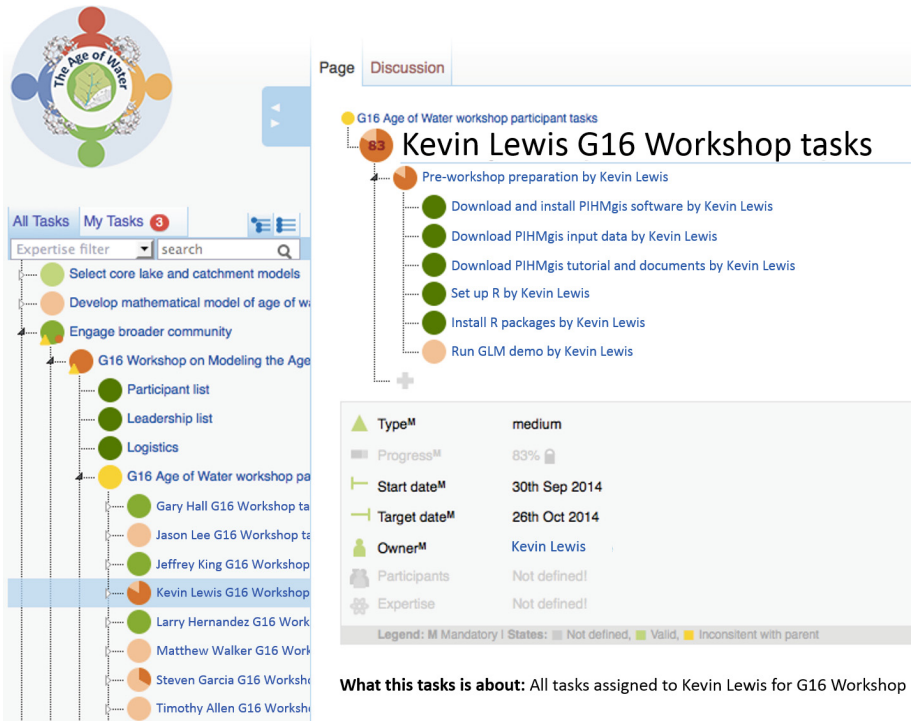 The Age of Water
Page Discussion
G16 Age of Water workshop participant tasks
83 Kevin Lewis G16 Workshop tasks
Pre-workshop preparation by Kevin Lewis
Download and install PIHMgis software by Kevin Lewis
Download PIHMgis input data by Kevin Lewis
Download PIHMgis tutorial and documents by Kevin Lewis
Set up R by Kevin Lewis
Install R packages by Kevin Lewis
Run GLM demo by Kevin Lewis
All Tasks My Tasks 3
Expertise filter search
Select core lake and catchment models
Develop mathematical model of age of wa
Engage broader community
G16 Workshop on Modeling the Age
Participant list
Leadership list
Logistics
G16 Age of Water workshop pa
Gary Hall G16 Workshop ta
Jason Lee G16 Workshop ta
Jeffrey King G16 Workshop
Kevin Lewis G16 Workshop
Larry Hernandez G16 Work
Matthew Walker G16 Work
Steven Garcia G16 Worksho
Timothy Allen G16 Worksh
Typeᴹ medium
Progressᴹ 83%
Start dateᴹ 30th Sep 2014
Target dateᴹ 26th Oct 2014
Ownerᴹ Kevin Lewis
Participants Not defined!
Expertise Not defined!
Legend: M Mandatory | States: Not defined, Valid, Inconsitent with parent
What this tasks is about: All tasks assigned to Kevin Lewis for G16 Workshop